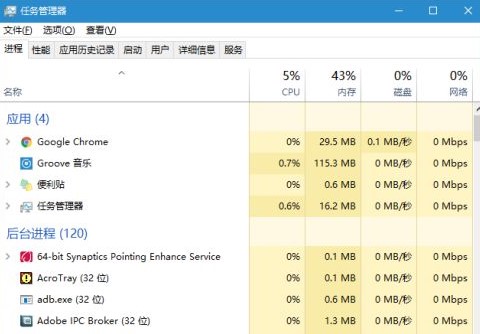 任务管理器
文件(F) 选项(O) 查看(V)
进程 性能 应用历史记录 启动 用户 详细信息 服务
5% 43% 0% 0%
名称 CPU 内存 磁盘 网络
应用 (4)
Google Chrome 0% 29.5 MB 0.1 MB/秒 0 Mbps
Groove 音乐 0.7% 115.3 MB 0 MB/秒 0 Mbps
便利贴 0% 0.6 MB 0 MB/秒 0 Mbps
任务管理器 0.6% 16.2 MB 0 MB/秒 0 Mbps
后台进程 (120)
64-bit Synaptics Pointing Enhance Service 0% 0.1 MB 0 MB/秒 0 Mbps
AcroTray (32 位) 0% 0.1 MB 0 MB/秒 0 Mbps
adb.exe (32 位) 0% 0.6 MB 0 MB/秒 0 Mbps
Adobe IPC Broker (32 位) 0% 1.3 MB 0 MB/秒 0 Mbps